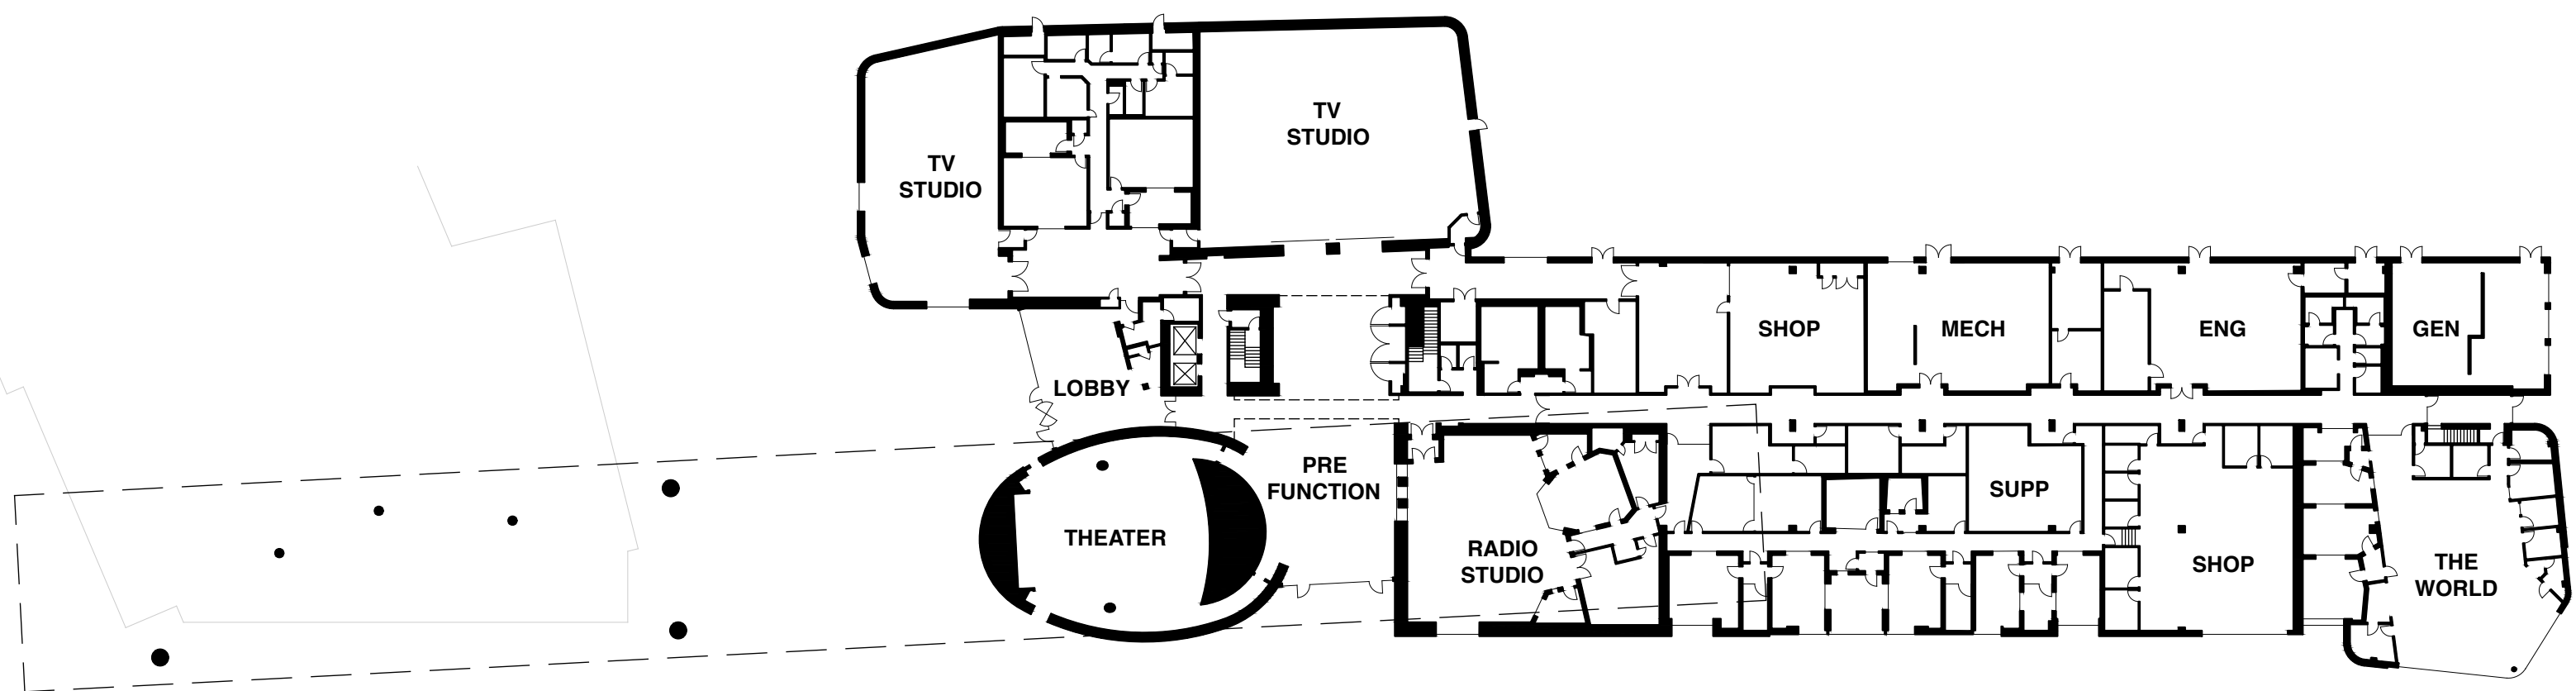 TV
STUDIO
TV
STUDIO
SHOP
MECH
ENG
GEN
LOBBY
PRE
FUNCTION
THEATER
RADIO
STUDIO
SUPP
SHOP
THE
WORLD